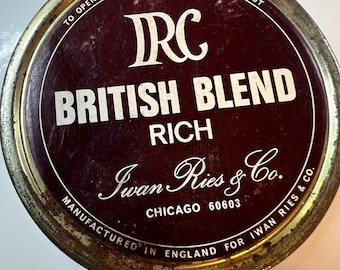 TO OPEN
IRC
BRITISH BLEND
RICH
Iwan Ries & Co.
CHICAGO 60603
MANUFACTURED IN ENGLAND FOR IWAN RIES & CO.